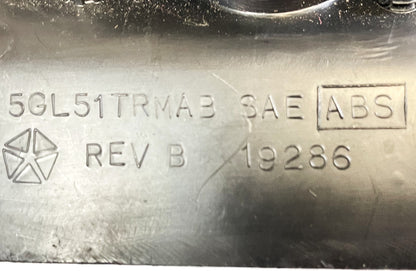 5GL51TRMAB SAE ABS
REV B 19286